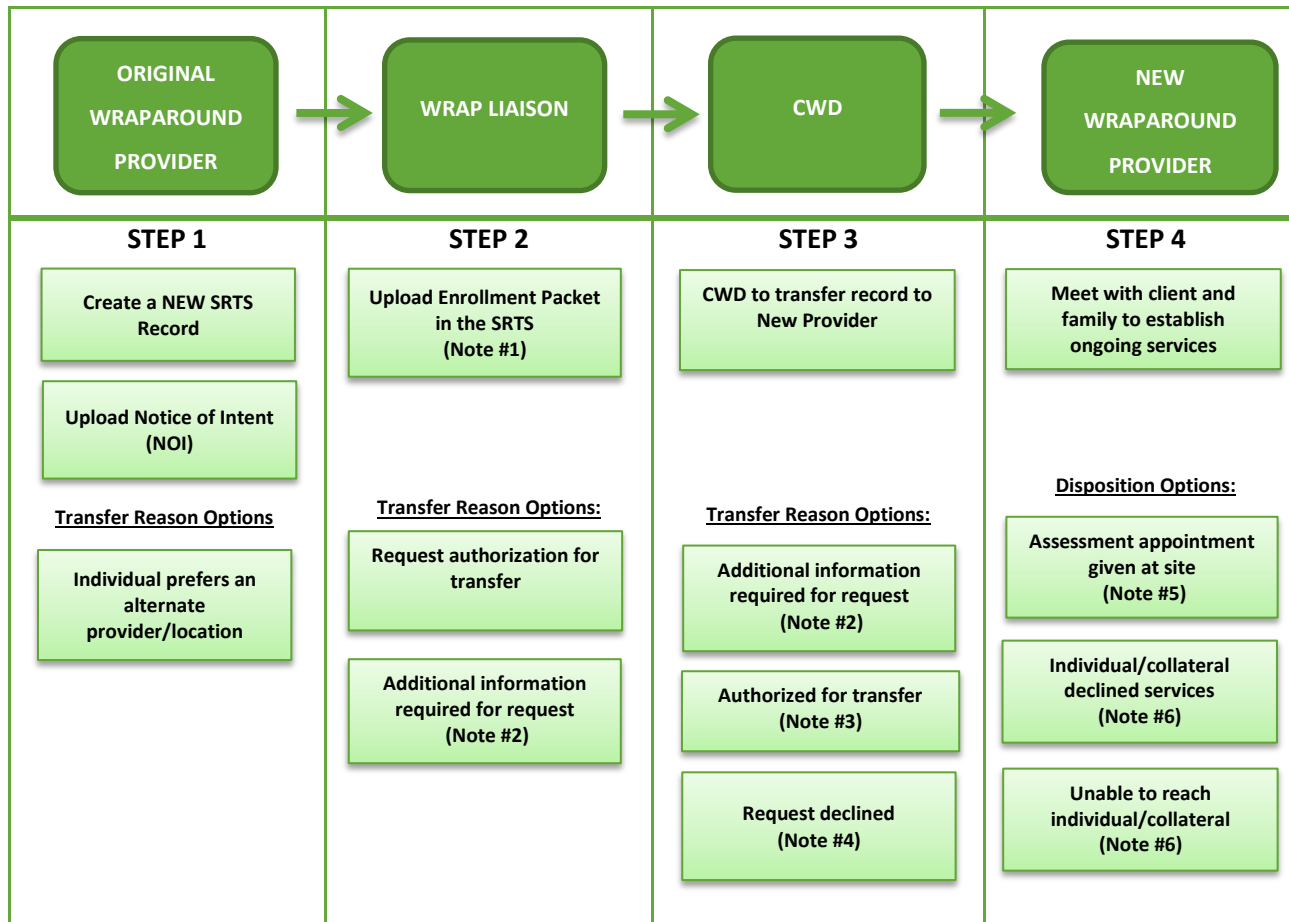 ORIGINAL
WRAPAROUND
PROVIDER
WRAP LIAISON
CWD
NEW
WRAPAROUND
PROVIDER
STEP 1
Create a NEW SRTS
Record
Upload Notice of Intent
(NOI)
Transfer Reason Options
Individual prefers an
alternate
provider/location
STEP 2
Upload Enrollment Packet
in the SRTS
(Note #1)
Transfer Reason Options:
Request authorization for
transfer
Additional information
required for request
(Note #2)
STEP 3
CWD to transfer record to
New Provider
Transfer Reason Options:
Additional information
required for request
(Note #2)
Authorized for transfer
(Note #3)
Request declined
(Note #4)
STEP 4
Meet with client and
family to establish
ongoing services
Disposition Options:
Assessment appointment
given at site
(Note #5)
Individual/collateral
declined services
(Note #6)
Unable to reach
individual/collateral
(Note #6)